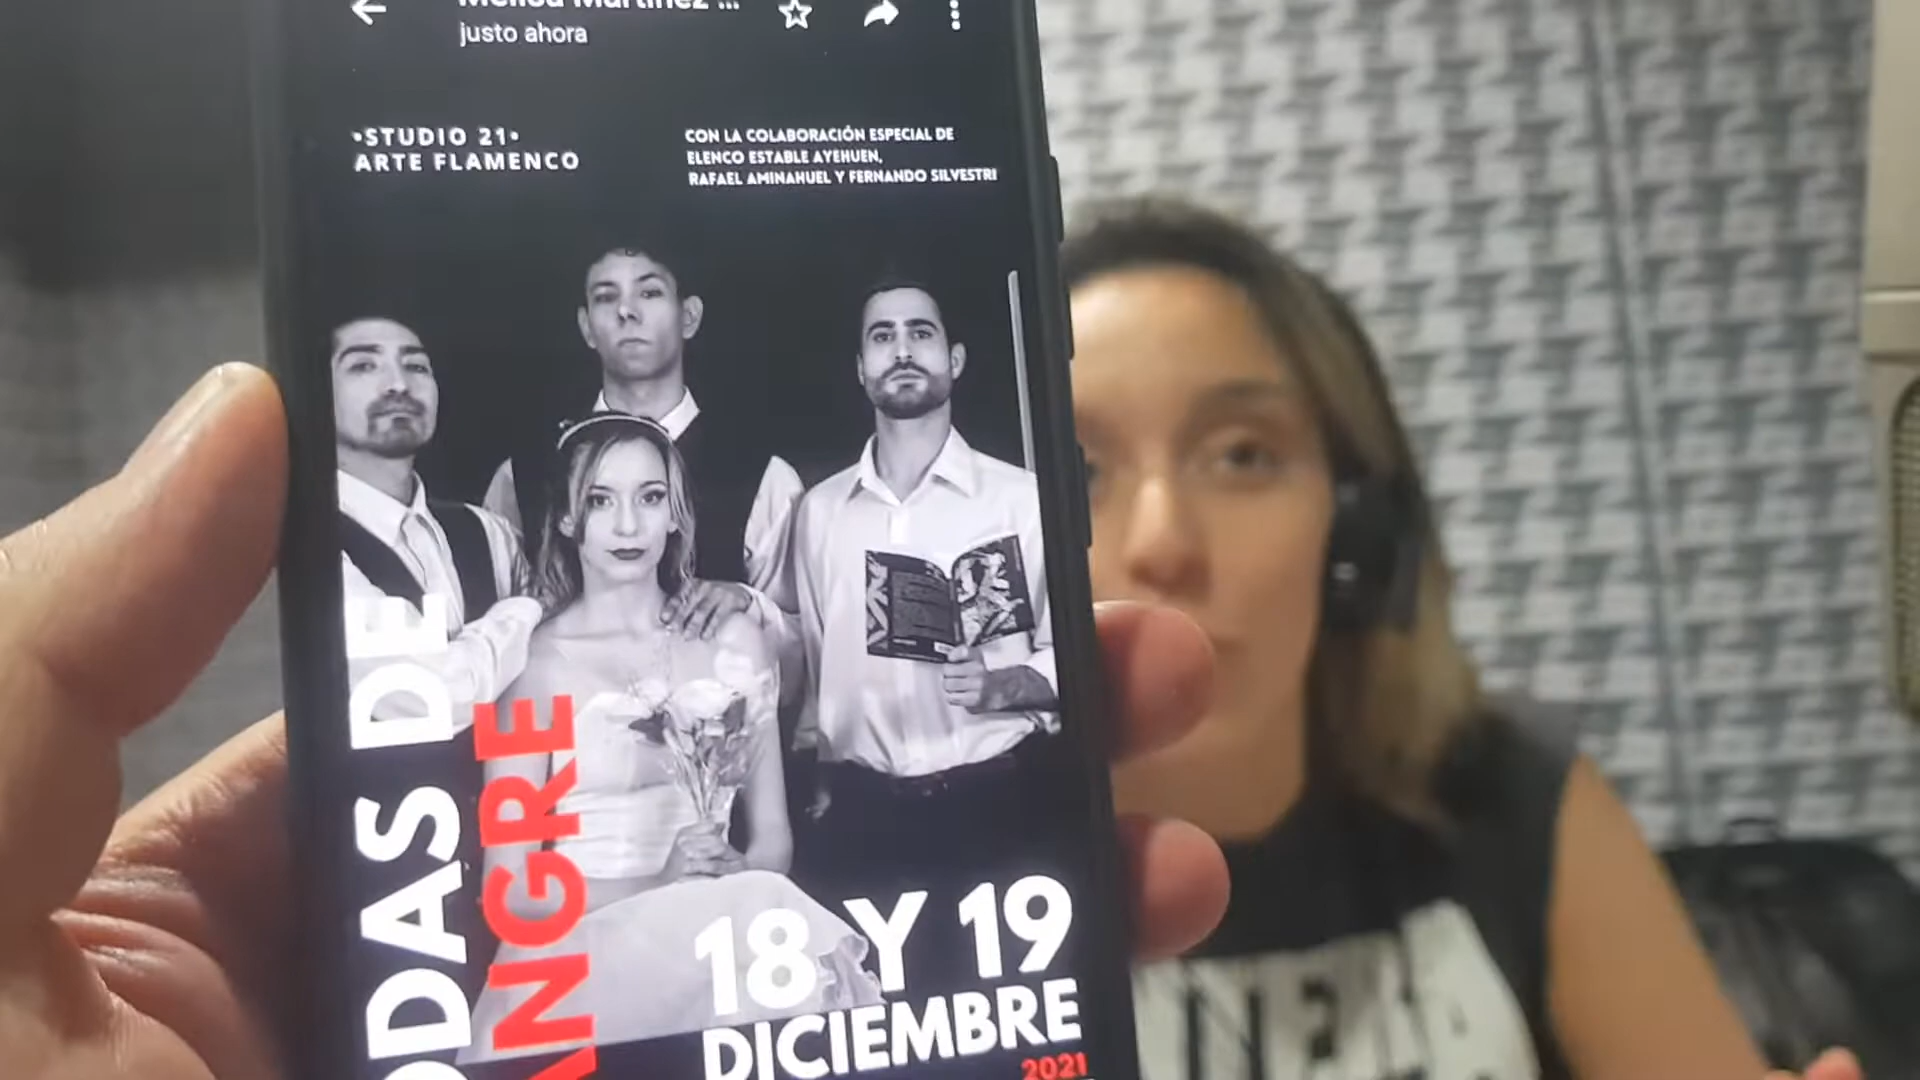 justo ahora
•STUDIO 21•
ARTE FLAMENCO
CON LA COLABORACIÓN ESPECIAL DE
ELENCO ESTABLE AYEHUEN,
RAFAEL AMINAHUEL Y FERNANDO SILVESTRI
ODAS DE
ANGRE
18 Y 19
DICIEMBRE
2021